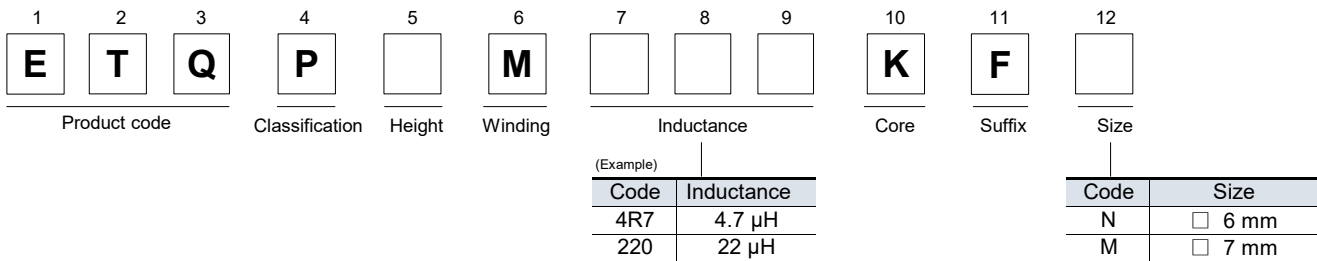 1 2 3 4 5 6 7 8 9 10 11 12
E T Q P M K F
Product code Classification Height Winding Inductance Core Suffix Size
(Example)
Code Inductance Code Size
4R7 4.7 µH N □ 6 mm
220 22 µH M □ 7 mm